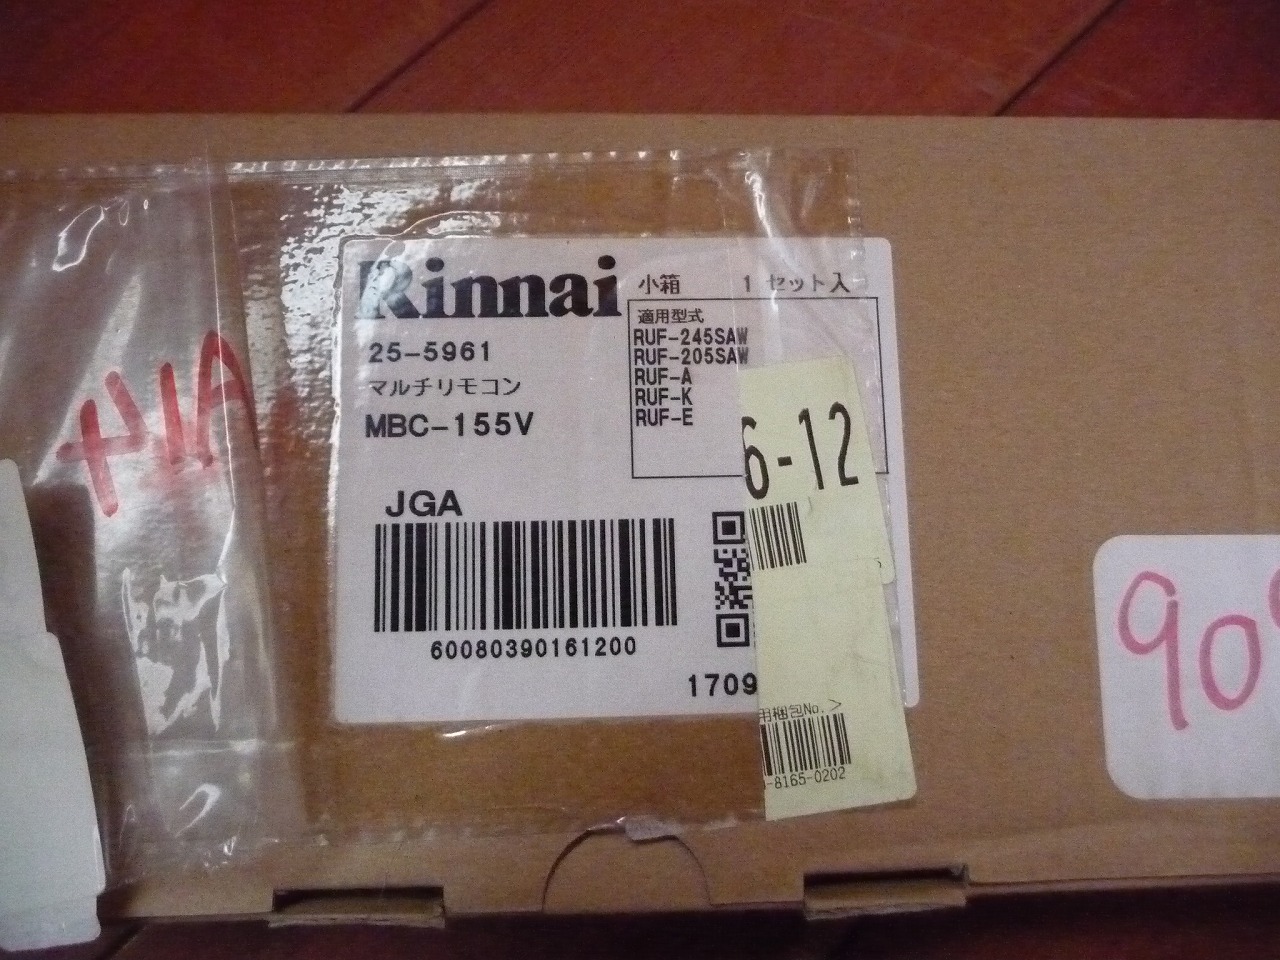 Rinnai
小箱 1 セット入
適用型式
RUF-245SAW
RUF-205SAW
RUF-A
RUF-K
RUF-E
25-5961
マルチリモコン
MBC-155V
6-12
JGA
60080390161200
1709
用梱包No.>
-8165-0202
90